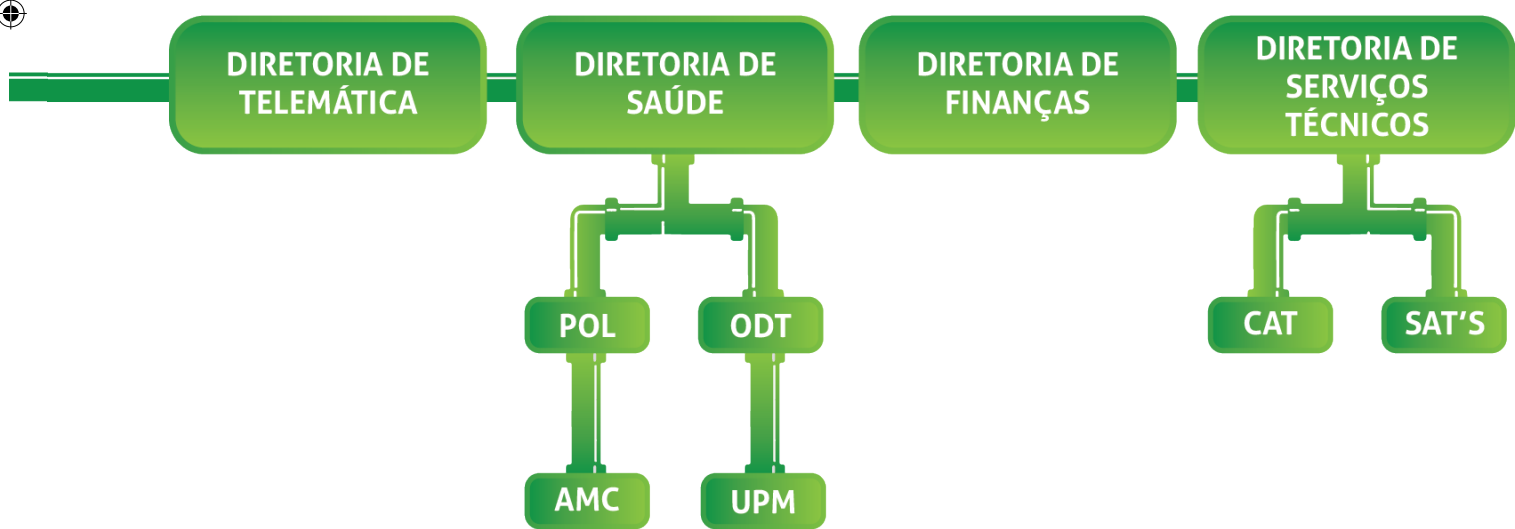 DIRETORIA DE
TELEMÁTICA
DIRETORIA DE
SAÚDE
DIRETORIA DE
FINANÇAS
DIRETORIA DE
SERVIÇOS
TÉCNICOS
POL
ODT
CAT
SAT'S
AMC
UPM